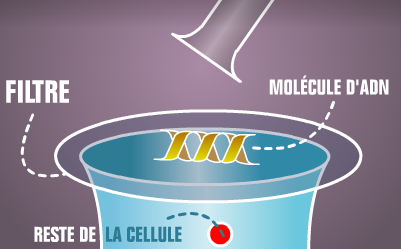 FILTRE
MOLÉCULE D'ADN
RESTE DE LA CELLULE